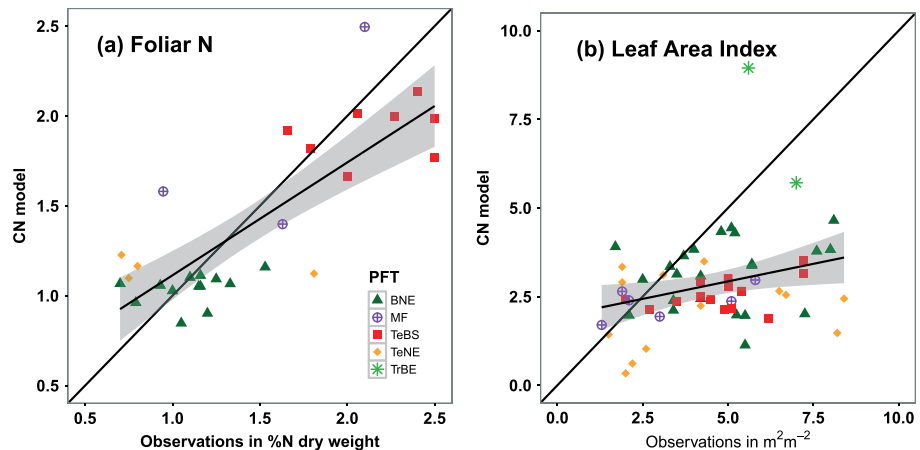 (a) Foliar N
CN model
2.5
2.0
1.5
1.0
0.5
0.5
1.0
1.5
2.0
2.5
Observations in %N dry weight
PFT
BNE
MF
TeBS
TeNE
TrBE
(b) Leaf Area Index
CN model
10.0
7.5
5.0
2.5
0.0
0.0
2.5
5.0
7.5
10.0
Observations in m²m⁻²